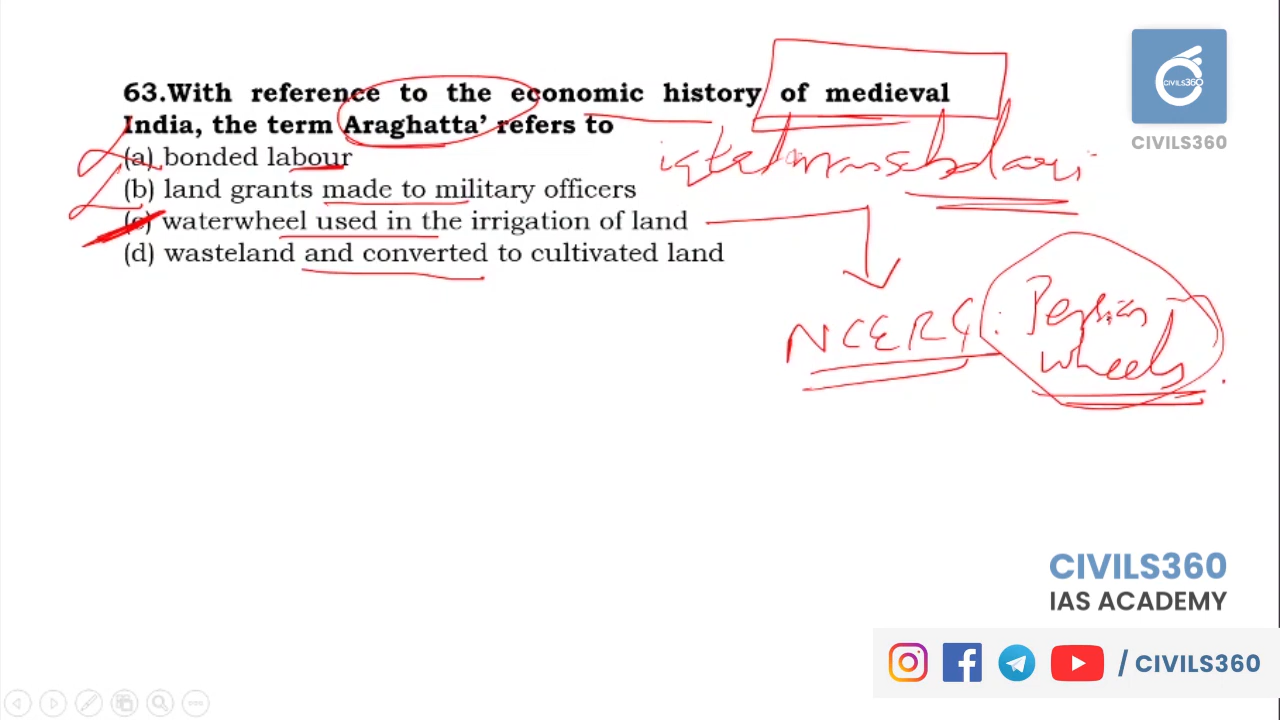 63.With reference to the economic history of medieval
India, the term Araghatta’ refers to
(a) bonded labour
(b) land grants made to military officers
(c) waterwheel used in the irrigation of land
(d) wasteland and converted to cultivated land
NCERT: Persian
wheels.
CIVILS360
CIVILS360
CIVILS360
IAS ACADEMY
/ CIVILS360